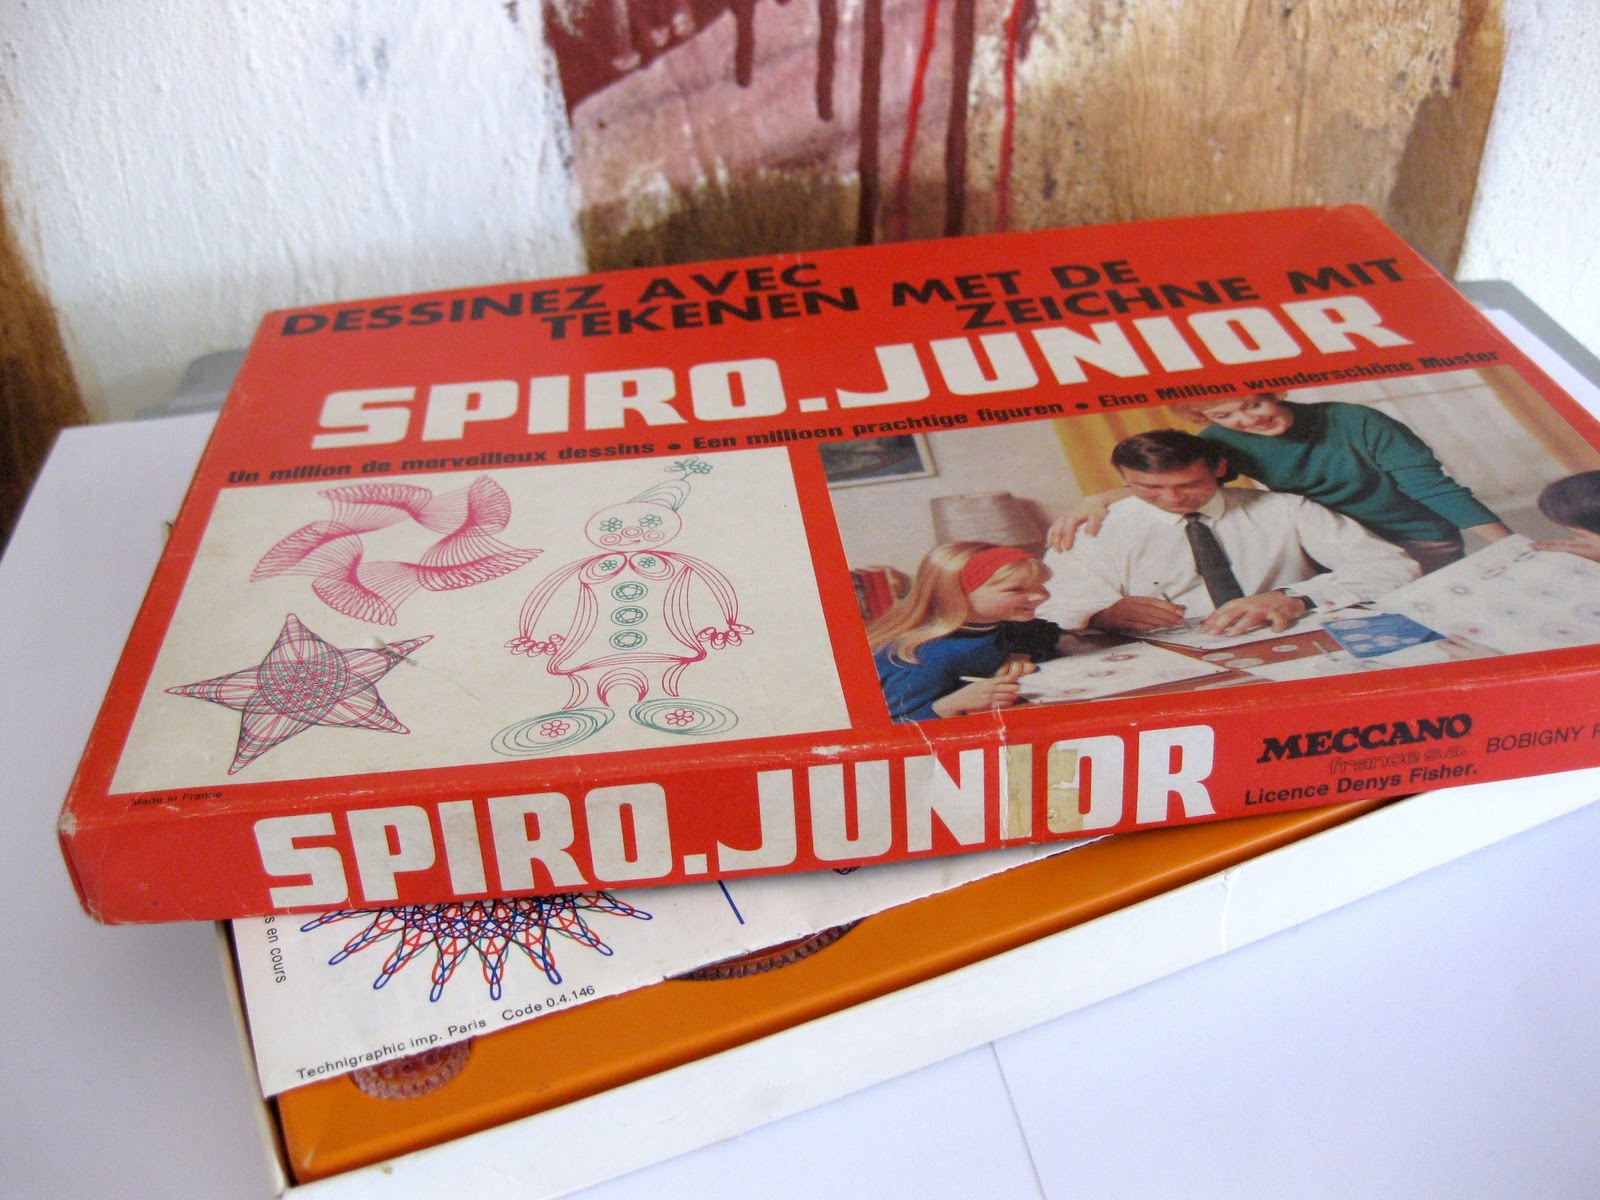 DESSINEZ AVEC
TEKENEN MET DE
ZEICHNE MIT
SPIRO.JUNIOR
Un million de merveilleux dessins • Een millioen prachtige figuren • Eine Million wunderschöne Muster
Made in France
SPIRO.JUNIOR
MECCANO
france s.a.
BOBIGNY
Licence Denys Fisher.
s en cours
Technigraphic imp. Paris Code 0.4.146